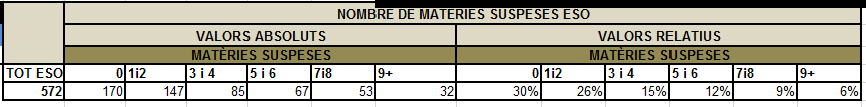 NOMBRE DE MATERIES SUSPESES ESO
VALORS ABSOLUTS VALORS RELATIUS
MATÈRIES SUSPESES MATÈRIES SUSPESES
TOT ESO 0 1i2 3 i 4 5 i 6 7i8 9+ 0 1i2 3 i 4 5 i 6 7i8 9+
572 170 147 85 67 53 32 30% 26% 15% 12% 9% 6%